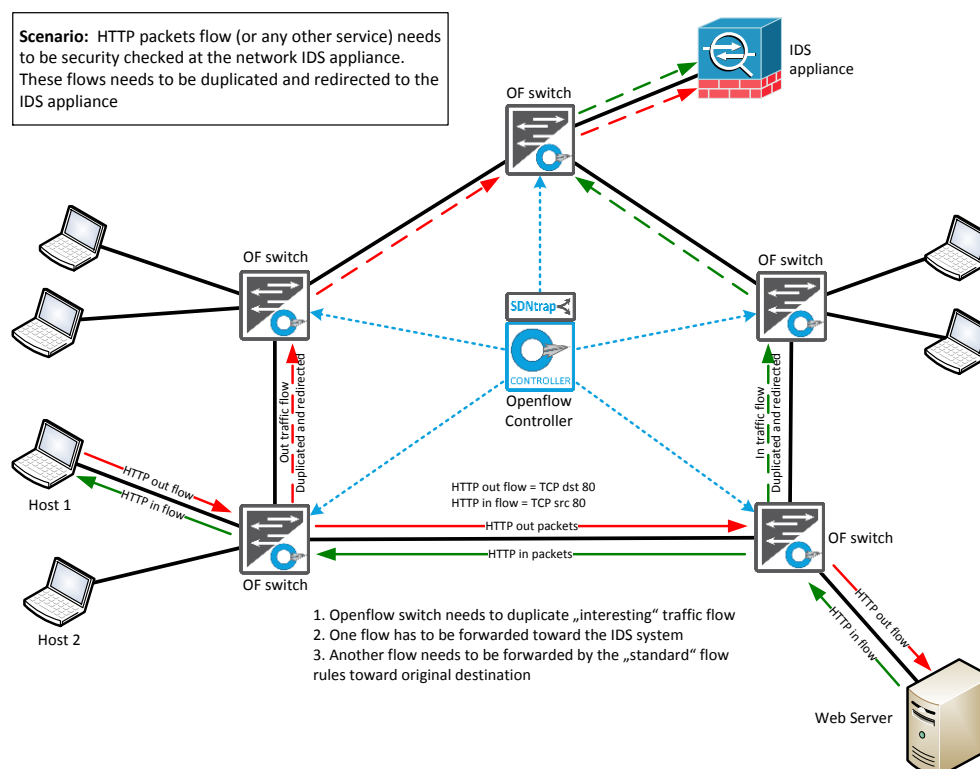 Scenario: HTTP packets flow (or any other service) needs
to be security checked at the network IDS appliance.
These flows needs to be duplicated and redirected to the
IDS appliance
IDS
appliance
OF switch
OF switch
OF switch
SDNtrap
CONTROLLER
Openflow
Controller
Out traffic flow
Duplicated and redirected
In traffic flow
Duplicated and redirected
HTTP out flow
HTTP in flow
Host 1
HTTP out flow = TCP dst 80
HTTP in flow = TCP src 80
HTTP out packets
HTTP in packets
OF switch
OF switch
Host 2
1. Openflow switch needs to duplicate „interesting“ traffic flow
2. One flow has to be forwarded toward the IDS system
3. Another flow needs to be forwarded by the „standard“ flow
rules toward original destination
HTTP out flow
HTTP in flow
Web Server